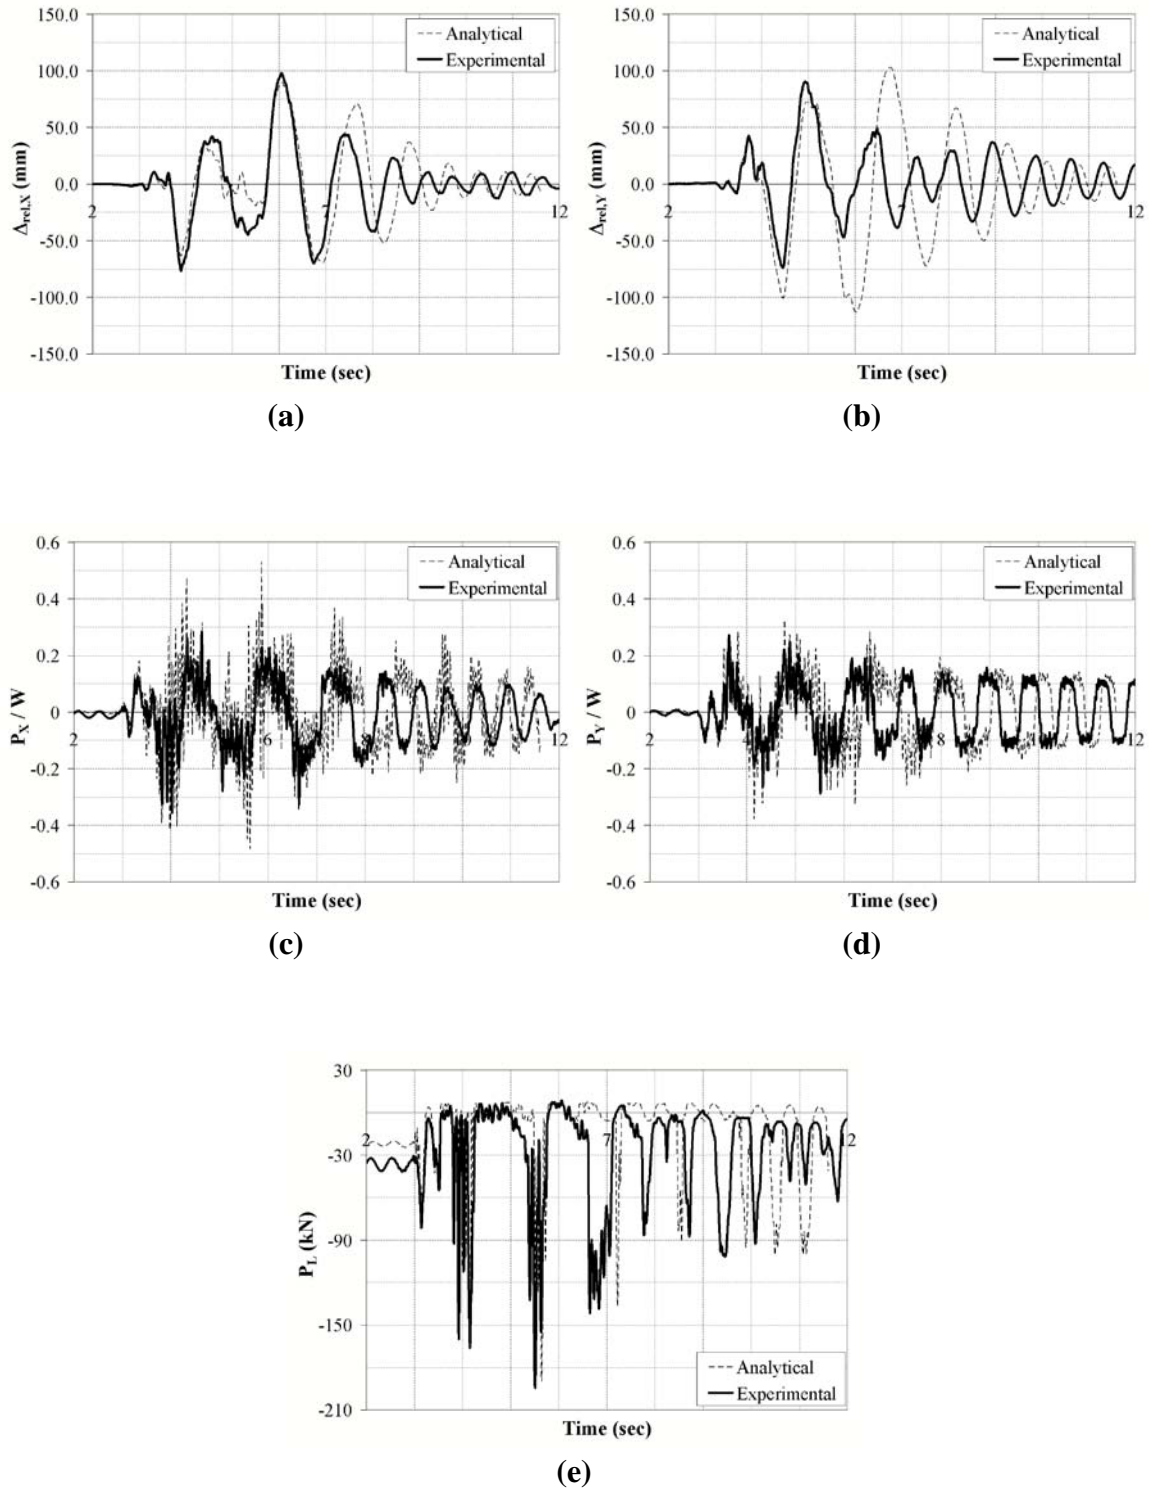 150.0
100.0
50.0
0.0
-50.0
-100.0
-150.0
Δrel,X (mm)
Analytical
Experimental
2
7
12
Time (sec)
(a)
150.0
100.0
50.0
0.0
-50.0
-100.0
-150.0
Δrel,Y (mm)
Analytical
Experimental
2
7
12
Time (sec)
(b)
0.6
0.4
0.2
0
-0.2
-0.4
-0.6
PX / W
Analytical
Experimental
2
6
8
12
Time (sec)
(c)
0.6
0.4
0.2
0
-0.2
-0.4
-0.6
PY / W
Analytical
Experimental
2
8
12
Time (sec)
(d)
30
-30
-90
-150
-210
PL (kN)
2
7
12
Analytical
Experimental
Time (sec)
(e)